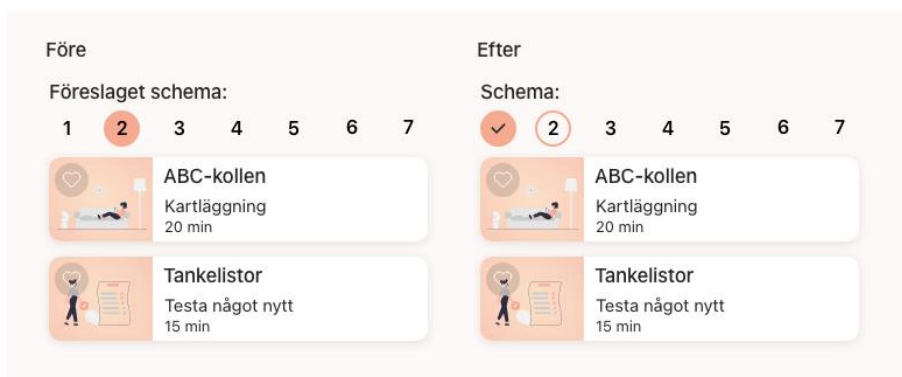 Före
Föreslaget schema:
1 2 3 4 5 6 7
ABC-kollen
Kartläggning
20 min
Tankelistor
Testa något nytt
15 min
Efter
Schema:
2 3 4 5 6 7
ABC-kollen
Kartläggning
20 min
Tankelistor
Testa något nytt
15 min